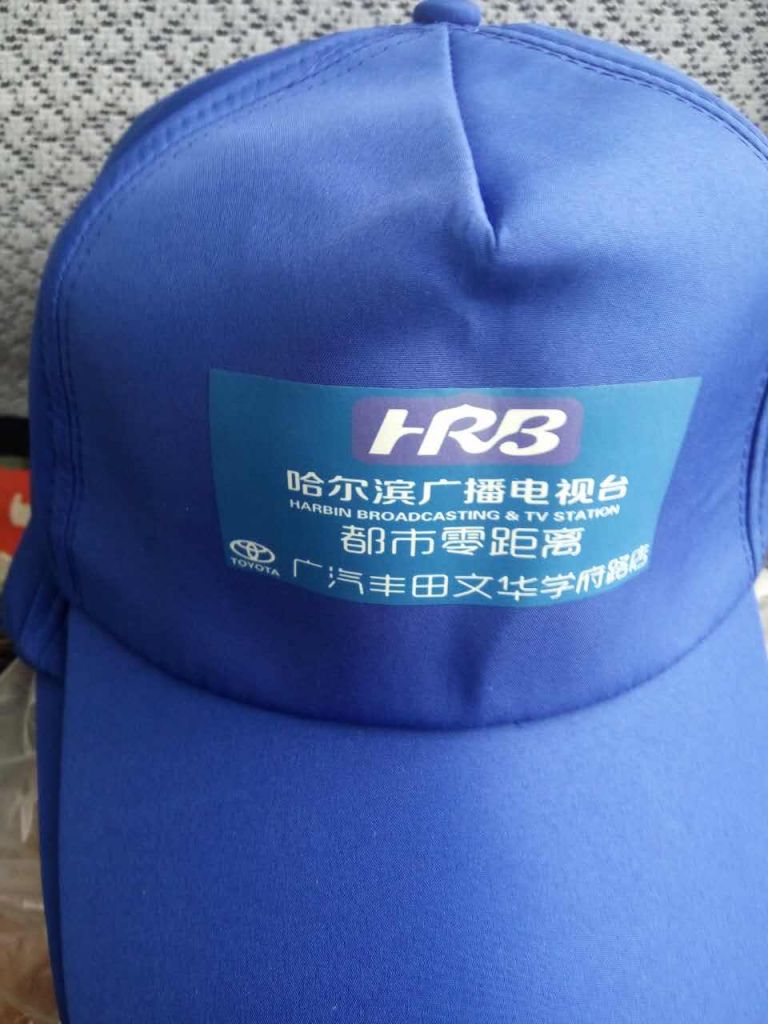 HRB
哈尔滨广播电视台
HARBIN BROADCASTING & TV STATION
都市零距离
TOYOTA
广汽丰田文华学府路店